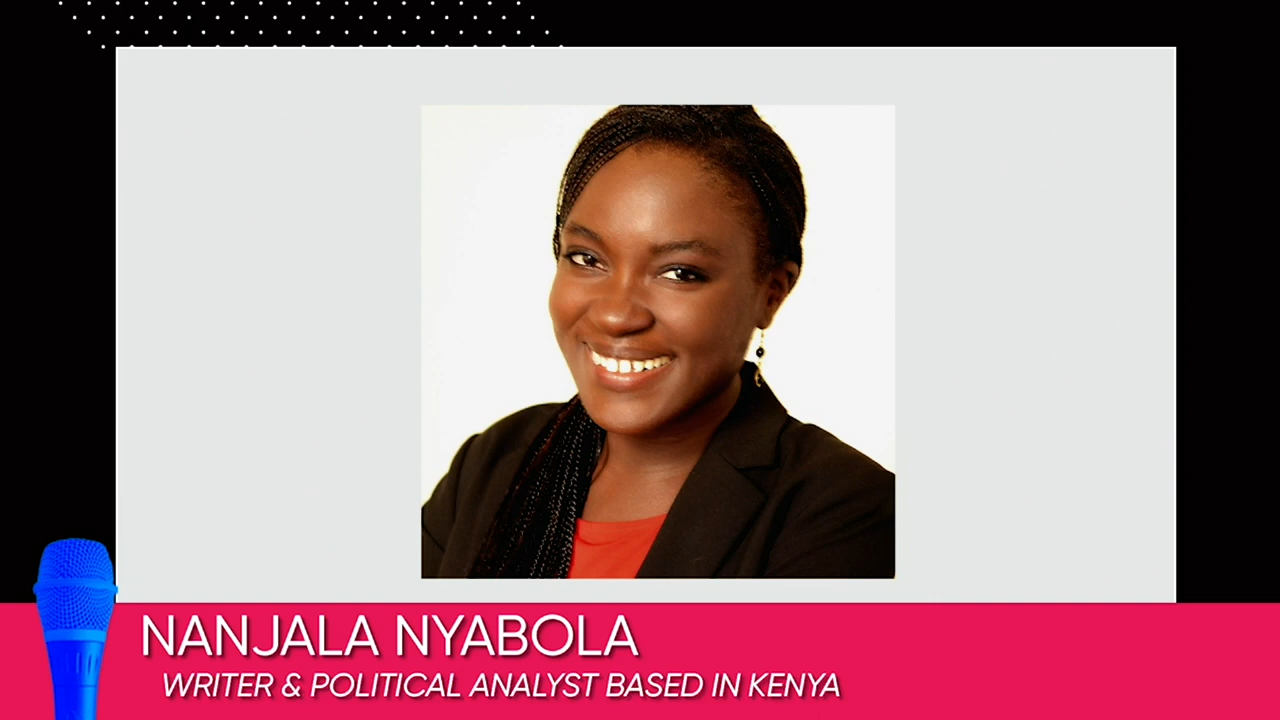 NANJALA NYABOLA
WRITER & POLITICAL ANALYST BASED IN KENYA